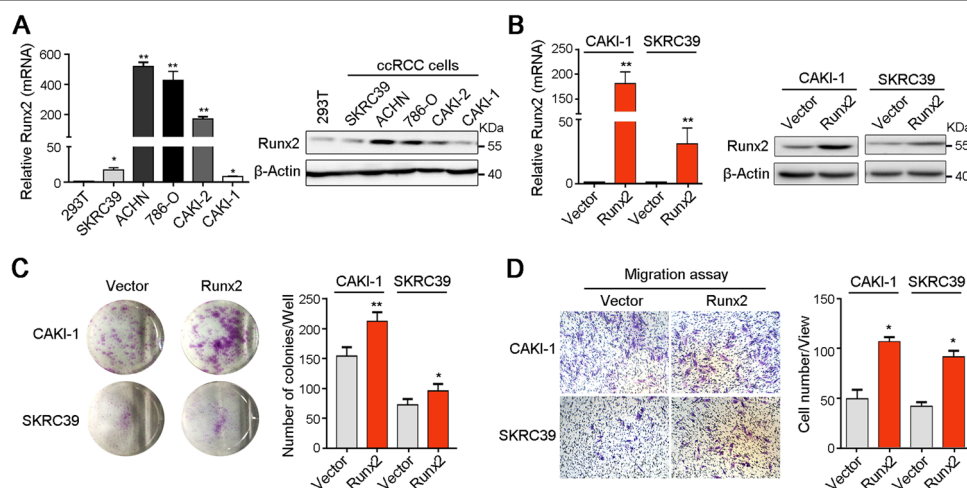 A
Relative Runx2 (mRNA)
600
400
200
50
0
**
**
**
*
*
293T
SKRC39
ACHN
786-O
CAKI-2
CAKI-1
ccRCC cells
293T
SKRC39
ACHN
786-O
CAKI-2
CAKI-1
KDa
Runx2
55
β-Actin
40
B
Relative Runx2 (mRNA)
CAKI-1 SKRC39
250
200
150
100
50
0
**
**
Vector
Runx2
Vector
Runx2
CAKI-1 SKRC39
Vector
Runx2
Vector
Runx2
KDa
Runx2
55
β-Actin
40
C
Vector Runx2
CAKI-1
SKRC39
Number of colonies/Well
CAKI-1 SKRC39
250
200
150
100
50
0
**
*
Vector
Runx2
Vector
Runx2
D
Migration assay
Vector Runx2
CAKI-1
SKRC39
Cell number/View
CAKI-1 SKRC39
150
100
50
0
*
*
Vector
Runx2
Vector
Runx2